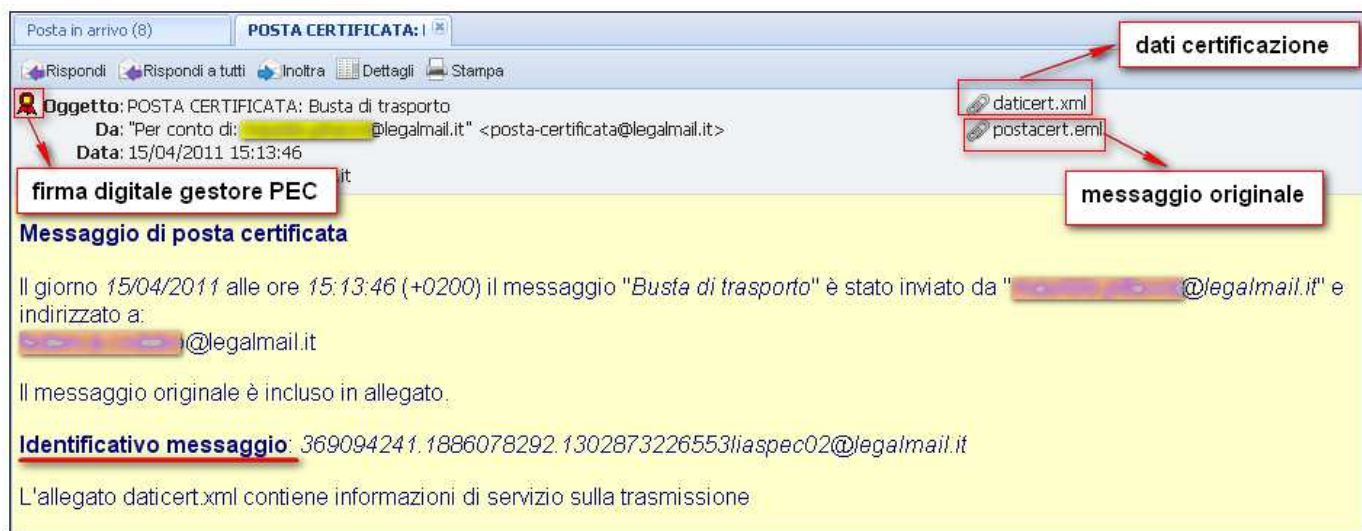 Posta in arrivo (8)
POSTA CERTIFICATA: I
dati certificazione
Rispondi Rispondi a tutti Inoltra Dettagli Stampa
Oggetto: POSTA CERTIFICATA: Busta di trasporto
daticert.xml
Da: "Per conto di: @legalmail.it" <posta-certificata@legalmail.it>
postacert.eml
Data: 15/04/2011 15:13:46
it
firma digitale gestore PEC
messaggio originale
Messaggio di posta certificata
Il giorno 15/04/2011 alle ore 15:13:46 (+0200) il messaggio "Busta di trasporto" è stato inviato da "@legalmail.it" e
indirizzato a:
@legalmail.it
Il messaggio originale è incluso in allegato.
Identificativo messaggio: 369094241.1886078292.1302873226553liaspec02@legalmail.it
L'allegato daticert.xml contiene informazioni di servizio sulla trasmissione